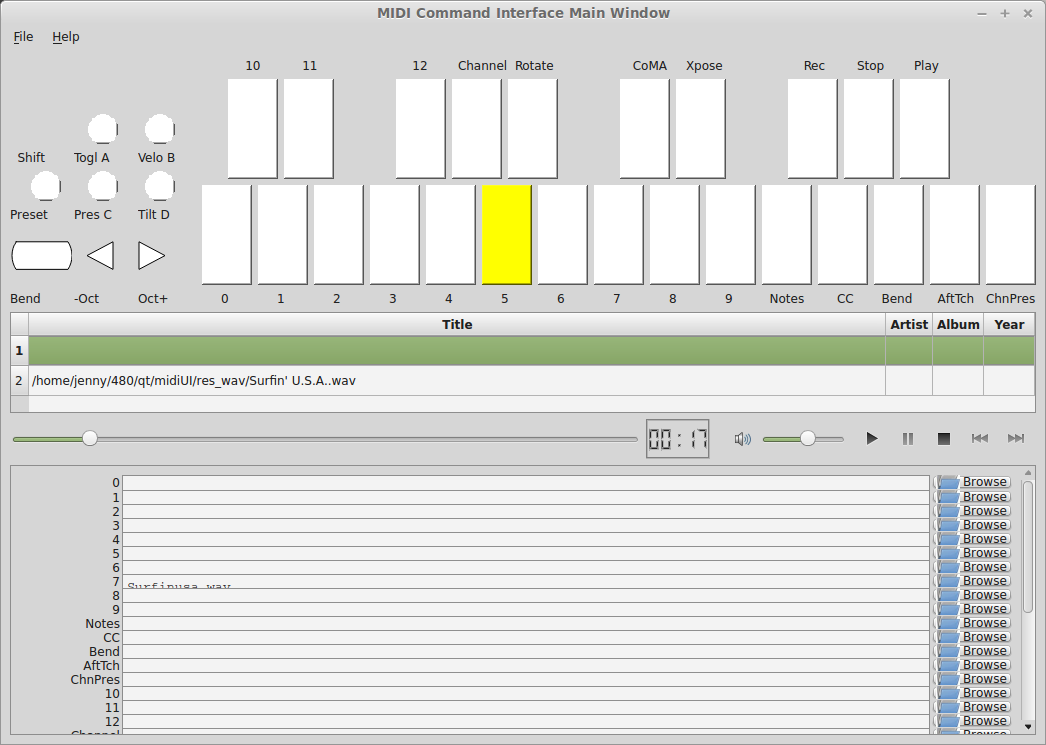 MIDI Command Interface Main Window
File Help
10 11 12 Channel Rotate CoMA Xpose Rec Stop Play
Shift Togl A Velo B
Preset Pres C Tilt D
Bend -Oct Oct+ 0 1 2 3 4 5 6 7 8 9 Notes CC Bend AftTch ChnPres
Title Artist Album Year
1
2 /home/jenny/480/qt/midiUI/res_wav/Surfin' U.S.A..wav
00:17
0 Browse
1 Browse
2 Browse
3 Browse
4 Browse
5 Browse
6 Browse
7 Surfinusa.wav Browse
8 Browse
9 Browse
Notes Browse
CC Browse
Bend Browse
AftTch Browse
ChnPres Browse
10 Browse
11 Browse
12 Browse
Channel Browse